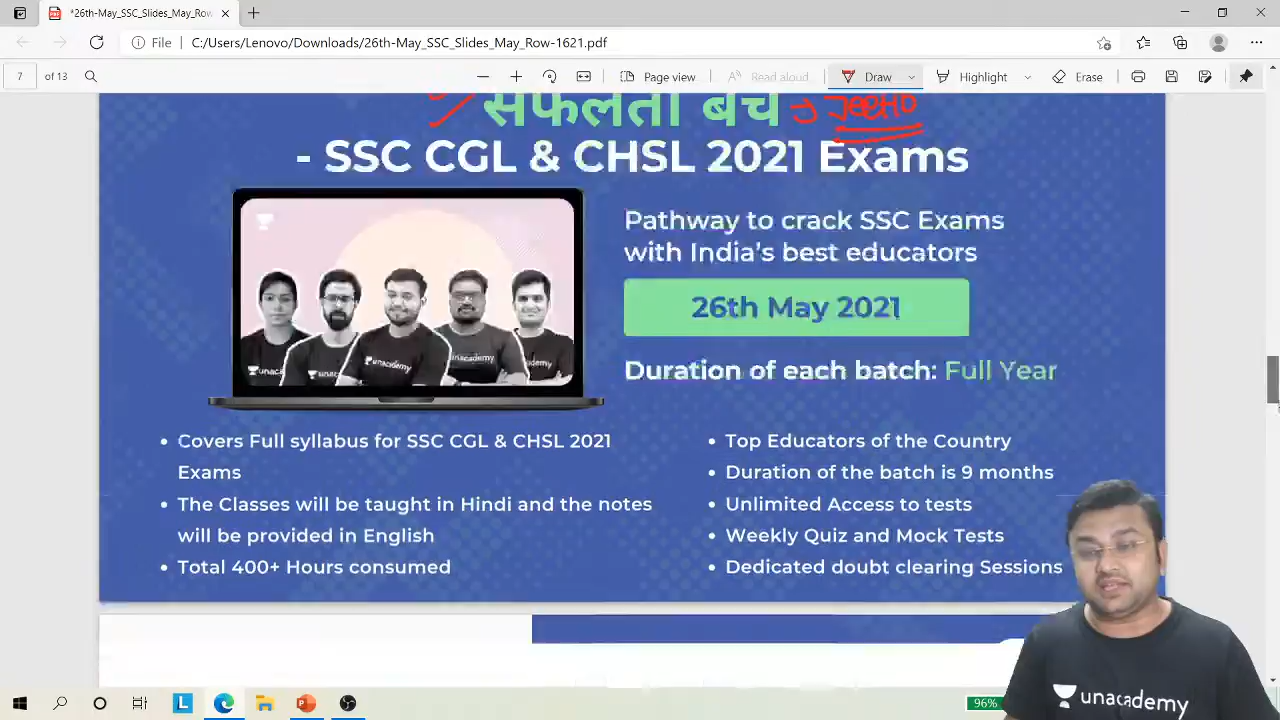 *26th-May_SSC_Slides_May_Row
File C:/Users/Lenovo/Downloads/26th-May_SSC_Slides_May_Row-1621.pdf
7 of 13 Page view Read aloud Draw Highlight Erase
सफलता बैच → Jeet10
- SSC CGL & CHSL 2021 Exams
Pathway to crack SSC Exams
with India's best educators
26th May 2021
Duration of each batch: Full Year
unacademy
unacademy
• Covers Full syllabus for SSC CGL & CHSL 2021
Exams
• The Classes will be taught in Hindi and the notes
will be provided in English
• Total 400+ Hours consumed
• Top Educators of the Country
• Duration of the batch is 9 months
• Unlimited Access to tests
• Weekly Quiz and Mock Tests
• Dedicated doubt clearing Sessions
unacademy
96%